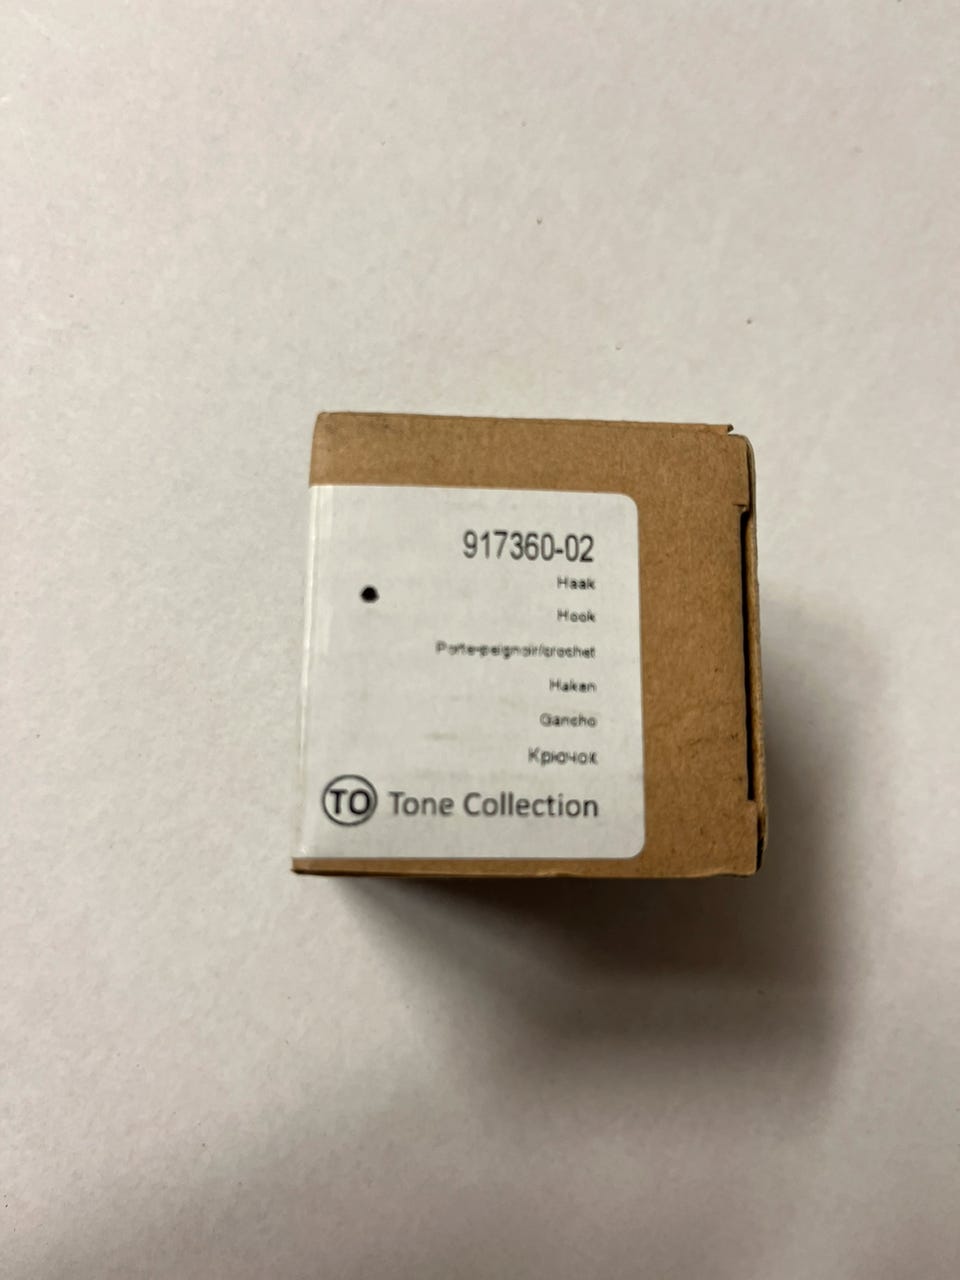 917360-02
Haak
Hook
Porte-peignoir/crochet
Haken
Gancho
Крючок
TO Tone Collection